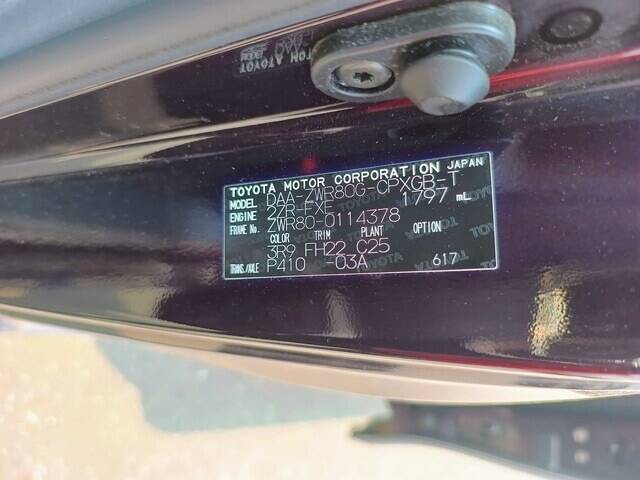 TOYOTA MOTOR CORPORATION JAPAN
MODEL DAA-ZWR80G-CPXGB-T
ENGINE 2ZR-FXE 1797 mL
FRAME No. ZWR80-0114378
COLOR TRIM PLANT OPTION
3R9 FH22 C25
TRANS./AXLE P410 -03A 617